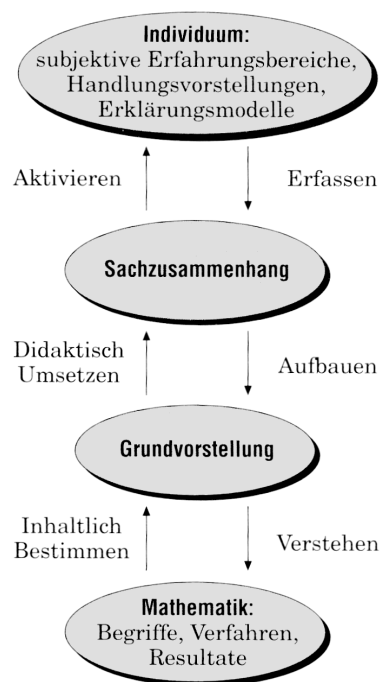 Individuum:
subjektive Erfahrungsbereiche,
Handlungsvorstellungen,
Erklärungsmodelle
Aktivieren
Erfassen
Sachzusammenhang
Didaktisch
Umsetzen
Aufbauen
Grundvorstellung
Inhaltlich
Bestimmen
Verstehen
Mathematik:
Begriffe, Verfahren,
Resultate